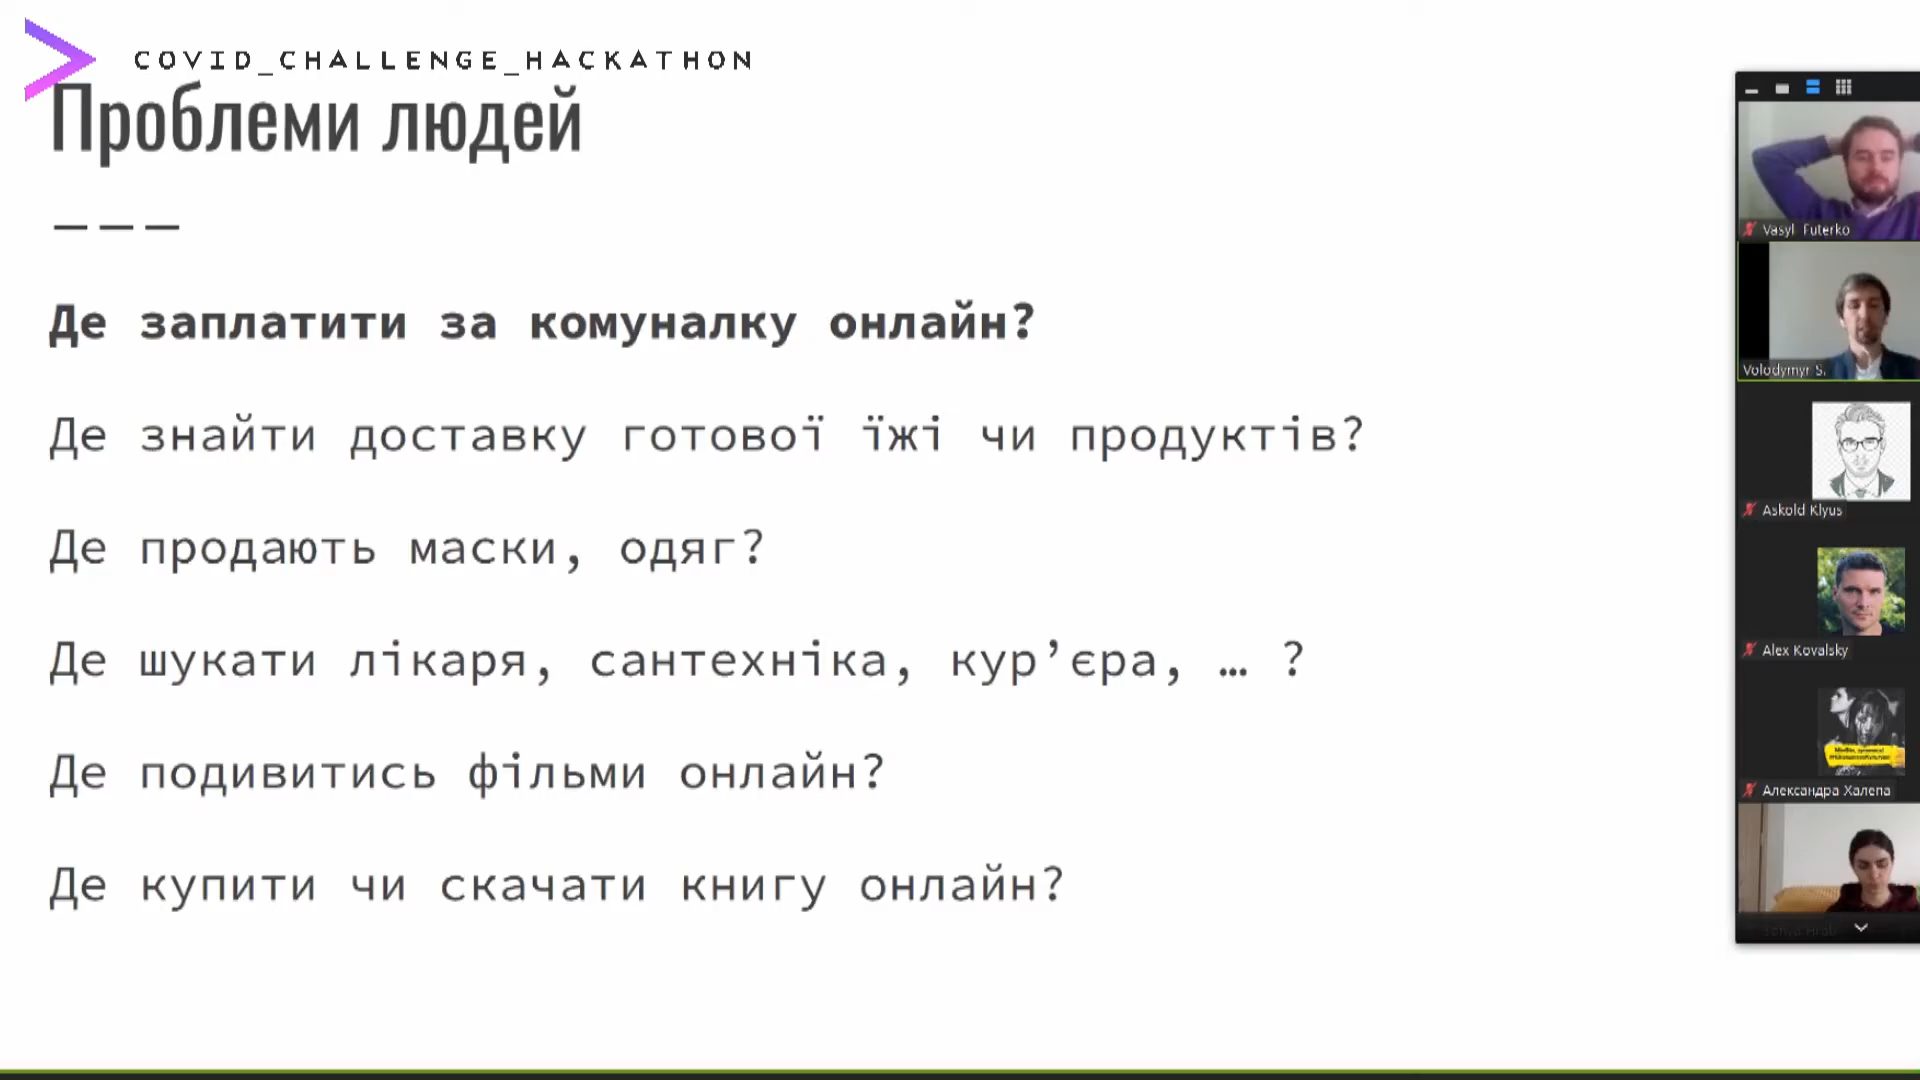 COVID_CHALLENGE_HACKATHON
Проблеми людей
Де заплатити за комуналку онлайн?
Де знайти доставку готової їжі чи продуктів?
Де продають маски, одяг?
Де шукати лікаря, сантехніка, кур’єра, … ?
Де подивитись фільми онлайн?
Де купити чи скачати книгу онлайн?
Vasyl Futerko
Volodymyr S.
Askold Klyus
Alex Kovalsky
Александра Халепа